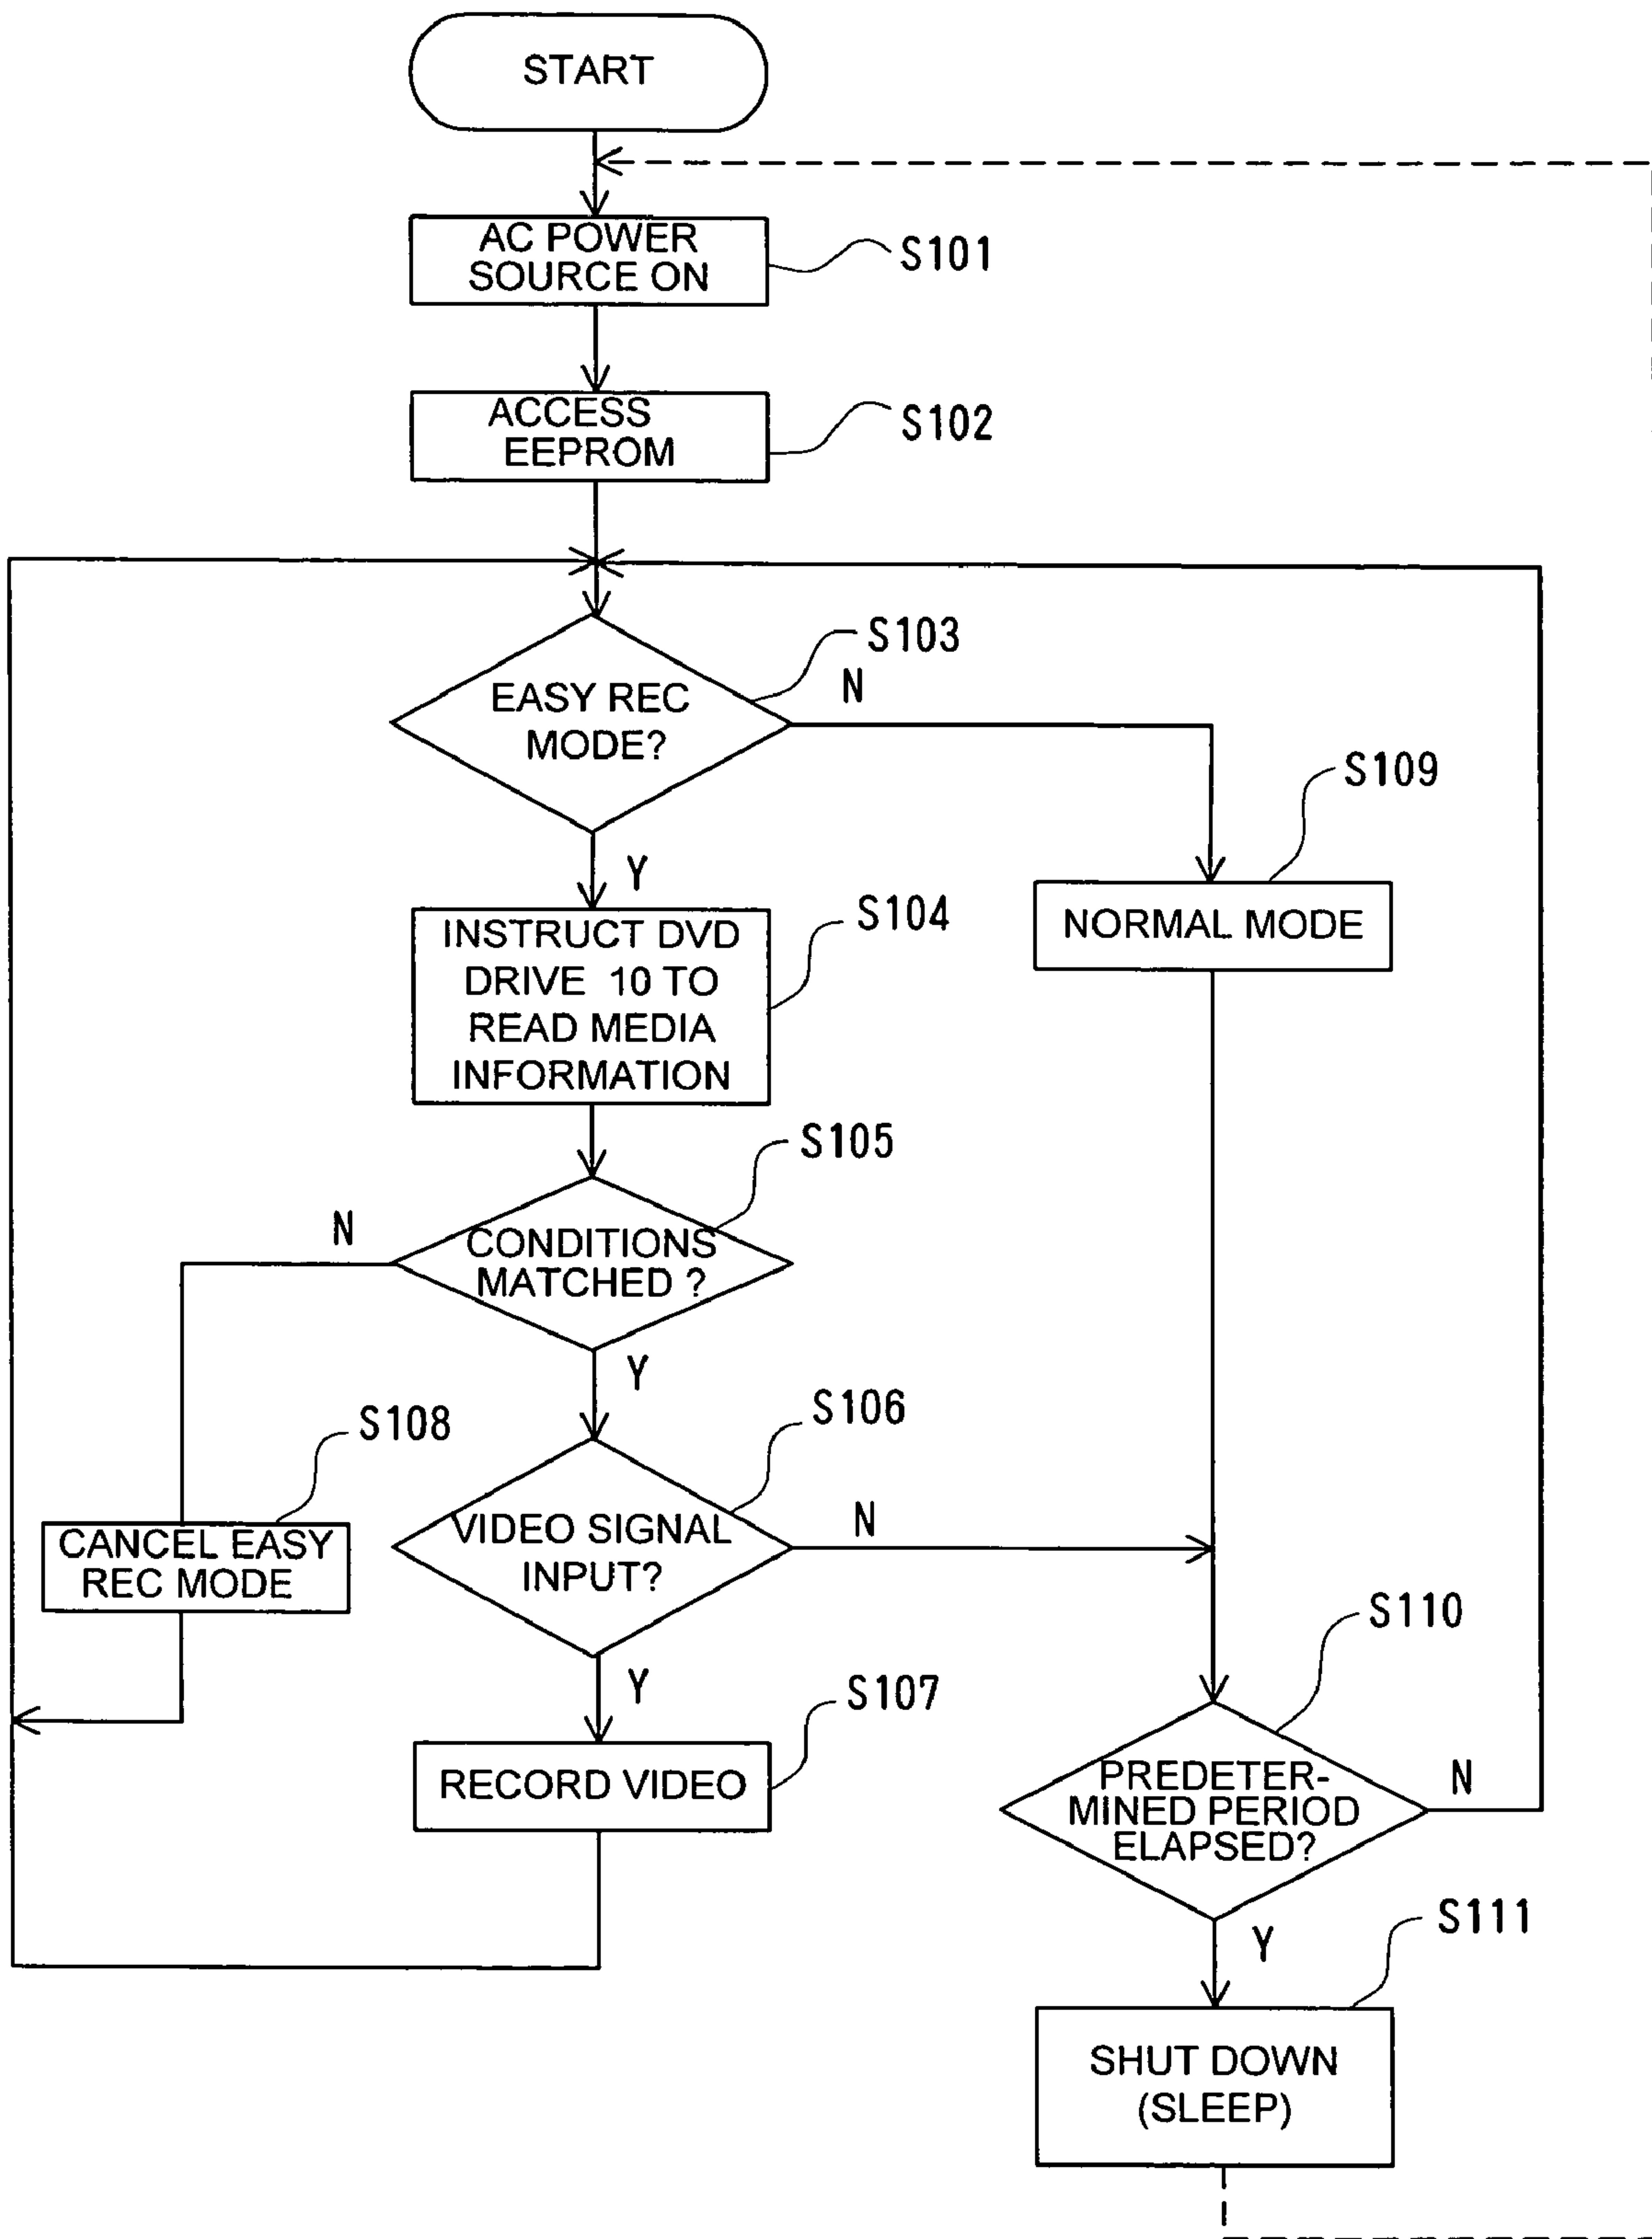 START
AC POWER
SOURCE ON
S101
ACCESS
EEPROM
S102
S103
EASY REC
MODE?
N
Y
S109
NORMAL MODE
S104
INSTRUCT DVD
DRIVE 10 TO
READ MEDIA
INFORMATION
S105
CONDITIONS
MATCHED ?
N
Y
S108
CANCEL EASY
REC MODE
S106
VIDEO SIGNAL
INPUT?
N
Y
S107
RECORD VIDEO
S110
PREDETER-
MINED PERIOD
ELAPSED?
N
Y
S111
SHUT DOWN
(SLEEP)